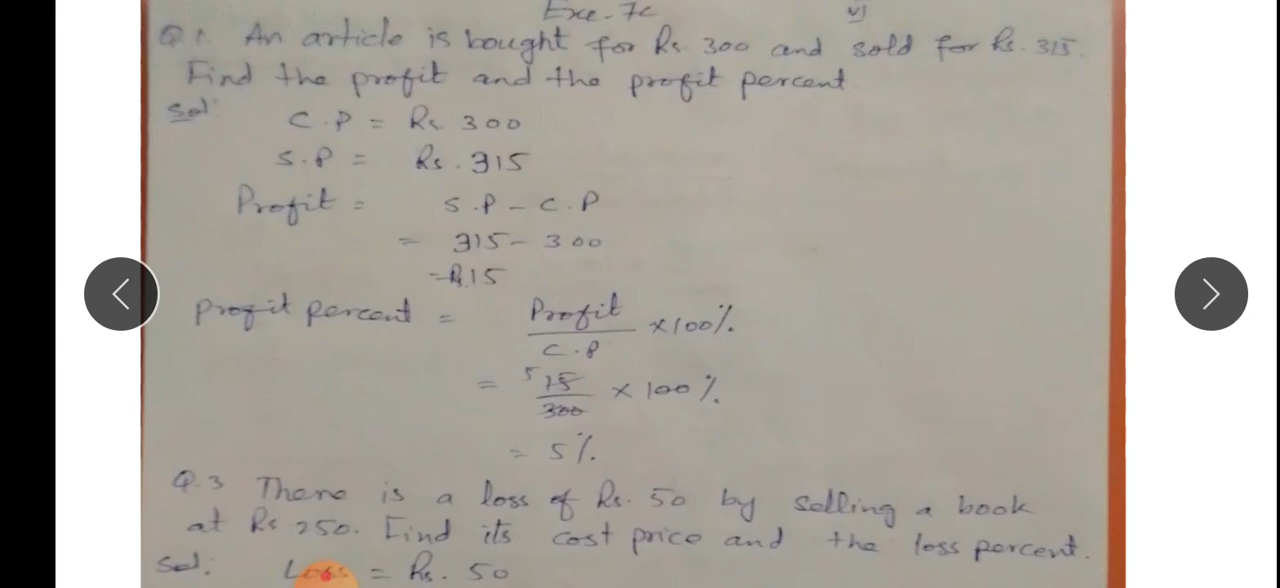 Exe-7c
VI
Q1. An article is bought for Rs. 300 and sold for Rs. 315.
Find the profit and the profit percent.
Sol:
C.P = Rs. 300
S.P = Rs. 315
Profit = S.P - C.P
= 315 - 300
= 15
Profit percent = Profit/C.P × 100%
= 5 15/300 × 100%
= 5%.
Q.3 There is a loss of Rs. 50 by selling a book
at Rs 250. Find its cost price and the loss percent.
Sol: Loss = Rs. 50